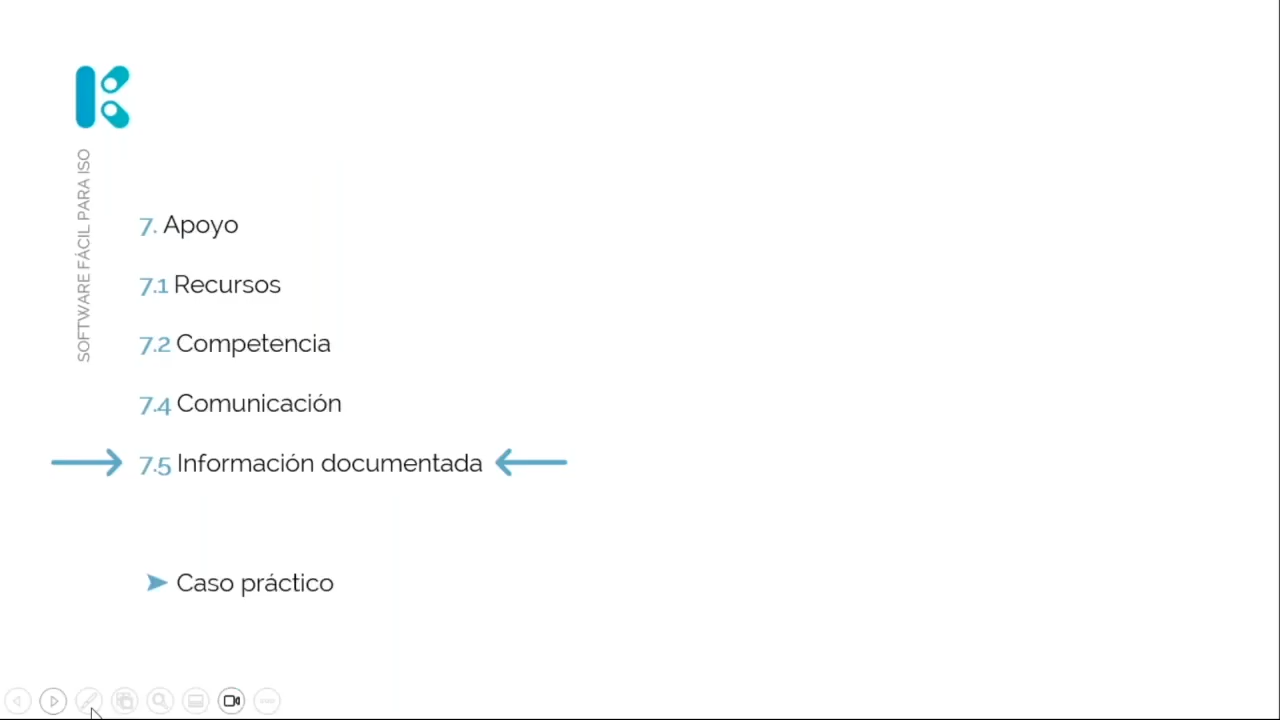 SOFTWARE FÁCIL PARA ISO
7. Apoyo
7.1 Recursos
7.2 Competencia
7.4 Comunicación
7.5 Información documentada
Caso práctico